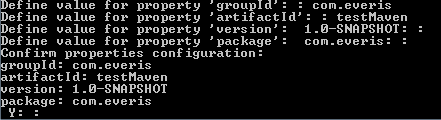 Define value for property 'groupId': : com.everis
Define value for property 'artifactId': : testMaven
Define value for property 'version':  1.0-SNAPSHOT: :
Define value for property 'package':  com.everis: :
Confirm properties configuration:
groupId: com.everis
artifactId: testMaven
version: 1.0-SNAPSHOT
package: com.everis
 Y: :